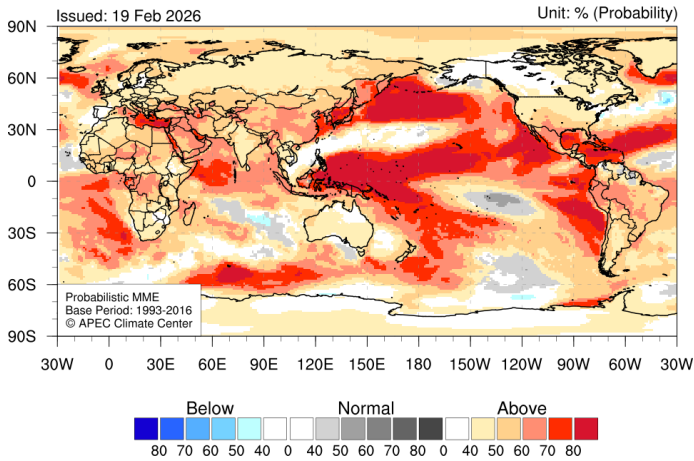 Issued: 19 Feb 2026
Unit: % (Probability)
90N
60N
30N
0
30S
60S
90S
Probabilistic MME
Base Period: 1993-2016
© APEC Climate Center
30W 0 30E 60E 90E 120E 150E 180 150W 120W 90W 60W 30W
Below Normal Above
80 70 60 50 40 0 40 50 60 70 80 0 40 50 60 70 80